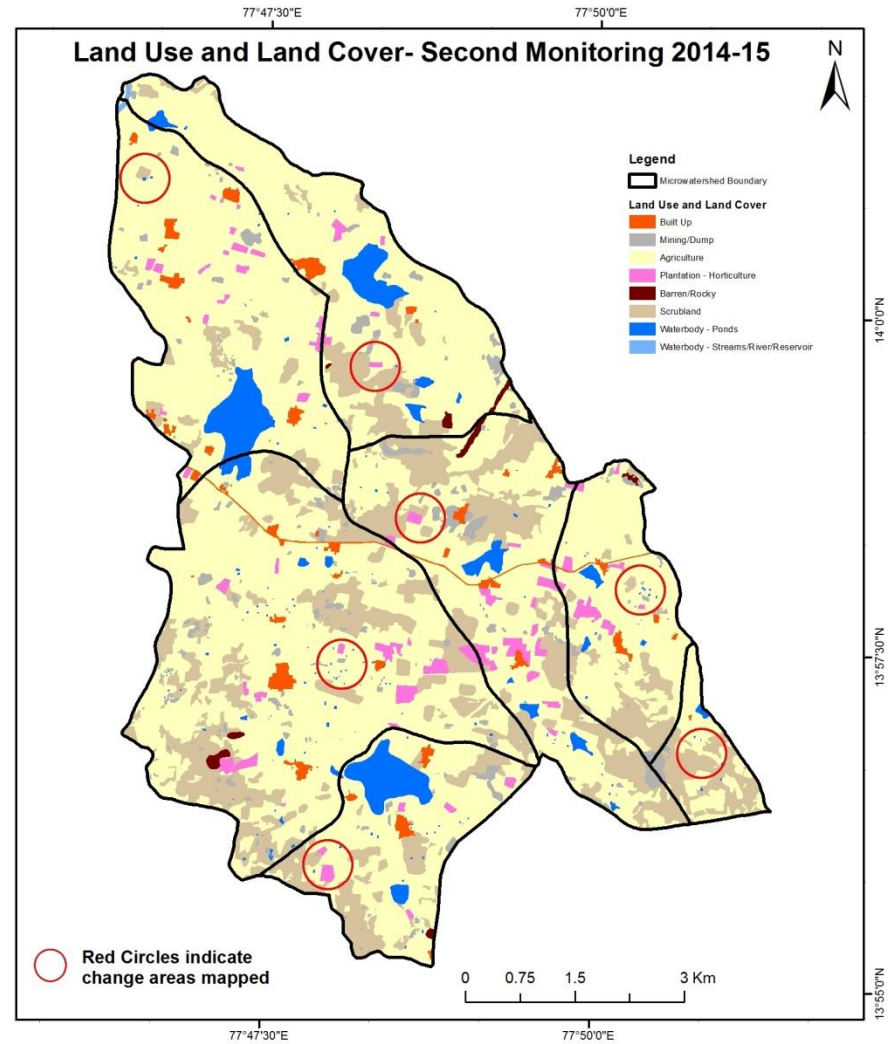 77°47'30"E
77°50'0"E
Land Use and Land Cover- Second Monitoring 2014-15
N
Legend
Microwatershed Boundary
Land Use and Land Cover
Built Up
Mining/Dump
Agriculture
Plantation - Horticulture
Barren/Rocky
Scrubland
Waterbody - Ponds
Waterbody - Streams/River/Reservoir
14°0'0"N
13°57'30"N
13°55'0"N
Red Circles indicate
change areas mapped
0 0.75 1.5 3 Km
77°47'30"E
77°50'0"E